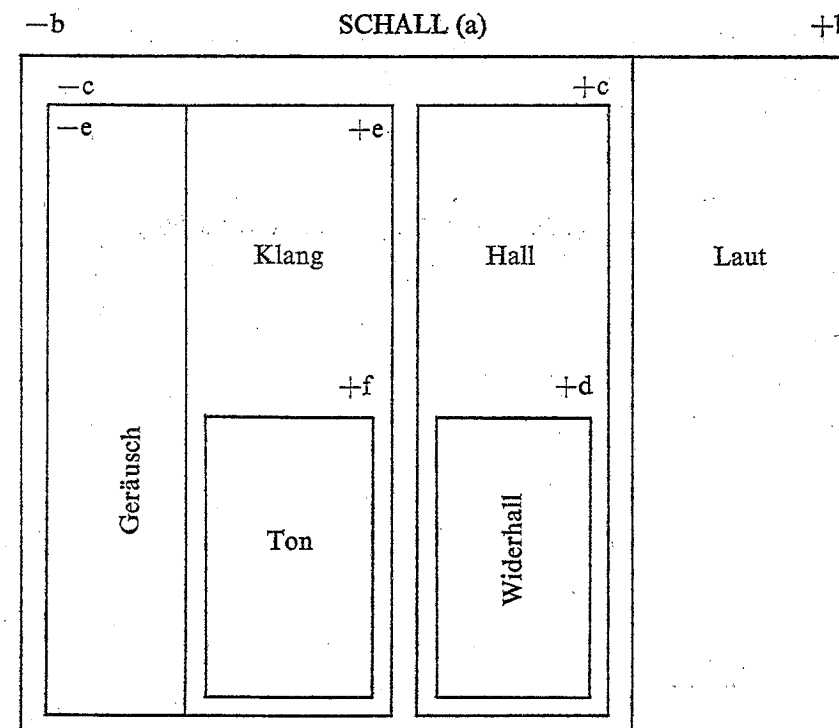 —b SCHALL (a) +b
—c +c
—e +e
Klang Hall Laut
+f +d
Geräusch
Ton
Widerhall